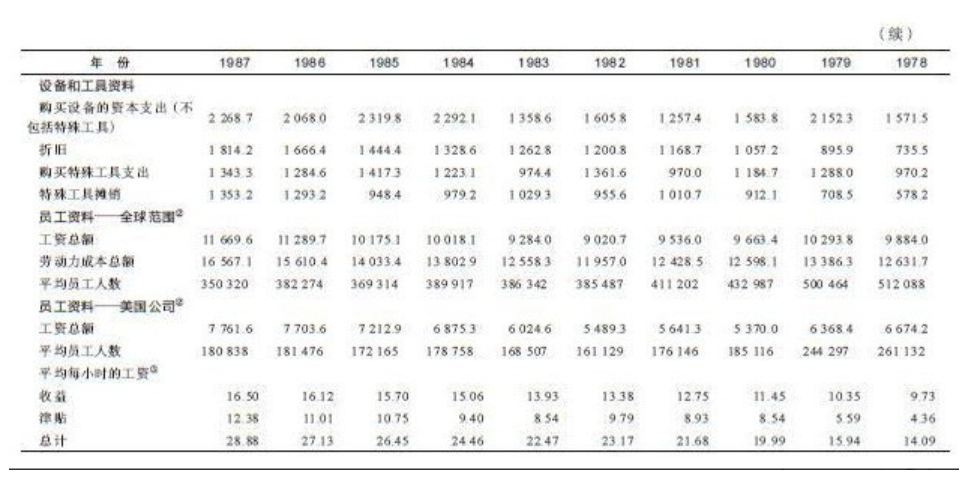 （续）
年 份 1987 1986 1985 1984 1983 1982 1981 1980 1979 1978
设备和工具资料
购买设备的资本支出（不
包括特殊工具） 2 268.7 2 068.0 2 319.8 2 292.1 1 358.6 1 605.8 1 257.4 1 583.8 2 152.3 1 571.5
折旧 1 814.2 1 666.4 1 444.4 1 328.6 1 262.8 1 200.8 1 168.7 1 057.2 895.9 735.5
购买特殊工具支出 1 343.3 1 284.6 1 417.3 1 223.1 974.4 1 361.6 970.0 1 184.7 1 288.0 970.2
特殊工具摊销 1 353.2 1 293.2 948.4 979.2 1 029.3 955.6 1 010.7 912.1 708.5 578.2
员工资料——全球范围②
工资总额 11 669.6 11 289.7 10 175.1 10 018.1 9 284.0 9 020.7 9 536.0 9 663.4 10 293.8 9 884.0
劳动力成本总额 16 567.1 15 610.4 14 033.4 13 802.9 12 558.3 11 957.0 12 428.5 12 598.1 13 386.3 12 631.7
平均员工人数 350 320 382 274 369 314 389 917 386 342 385 487 411 202 432 987 500 464 512 088
员工资料——美国公司②
工资总额 7 761.6 7 703.6 7 212.9 6 875.3 6 024.6 5 489.3 5 641.3 5 370.0 6 368.4 6 674.2
平均员工人数 180 838 181 476 172 165 178 758 168 507 161 129 176 146 185 116 244 297 261 132
平均每小时的工资③
收益 16.50 16.12 15.70 15.06 13.93 13.38 12.75 11.45 10.35 9.73
津贴 12.38 11.01 10.75 9.40 8.54 9.79 8.93 8.54 5.59 4.36
总计 28.88 27.13 26.45 24.46 22.47 23.17 21.68 19.99 15.94 14.09